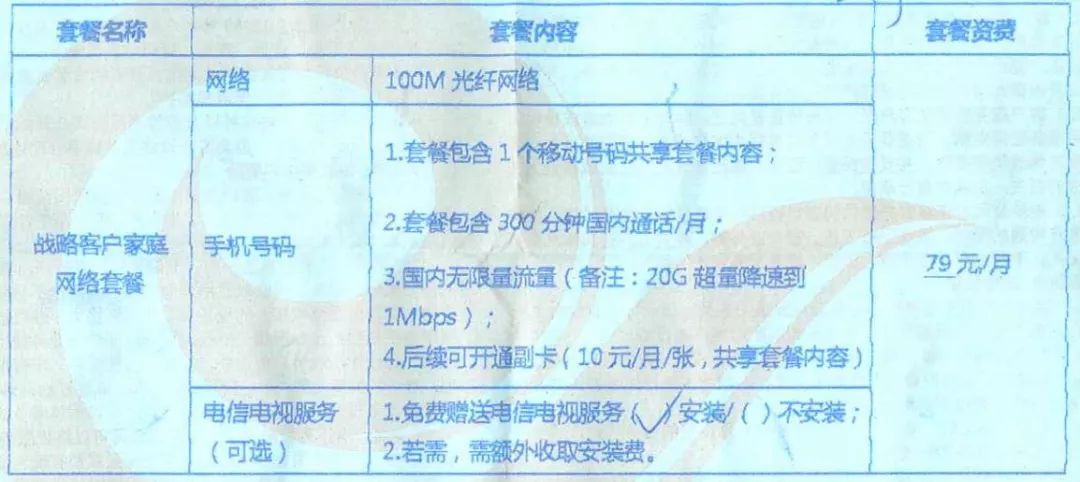 套餐名称 套餐内容 套餐资费
网络 100M 光纤网络
1.套餐包含 1 个移动号码共享套餐内容；
2.套餐包含 300 分钟国内通话/月；
战略客户家庭 手机号码 79 元/月
网络套餐 3.国内无限量流量（备注：20G 超量降速到
1Mbps）；
4.后续可开通副卡（10 元/月/张，共享套餐内容）
电信电视服务 1.免费赠送电信电视服务（✓）安装/（ ）不安装；
（可选） 2.若需，需额外收取安装费。